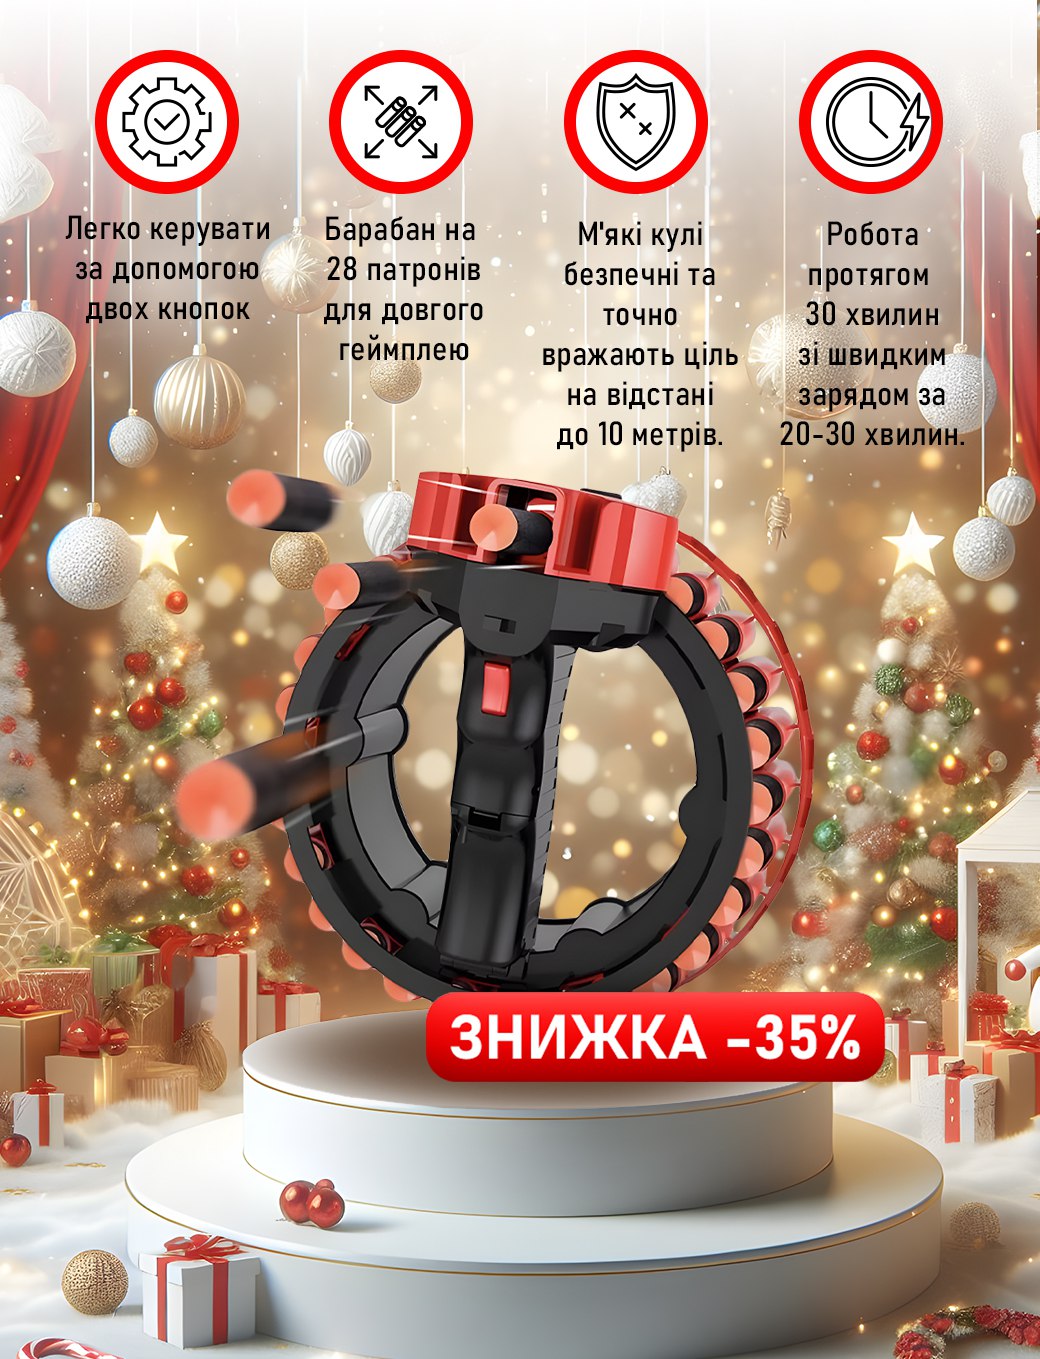 Легко керувати
за допомогою
двох кнопок
Барабан на
28 патронів
для довгого
геймплею
М'які кулі
безпечні та
точно
вражають ціль
на відстані
до 10 метрів.
Робота
протягом
30 хвилин
зі швидким
зарядом за
20-30 хвилин.
ЗНИЖКА -35%